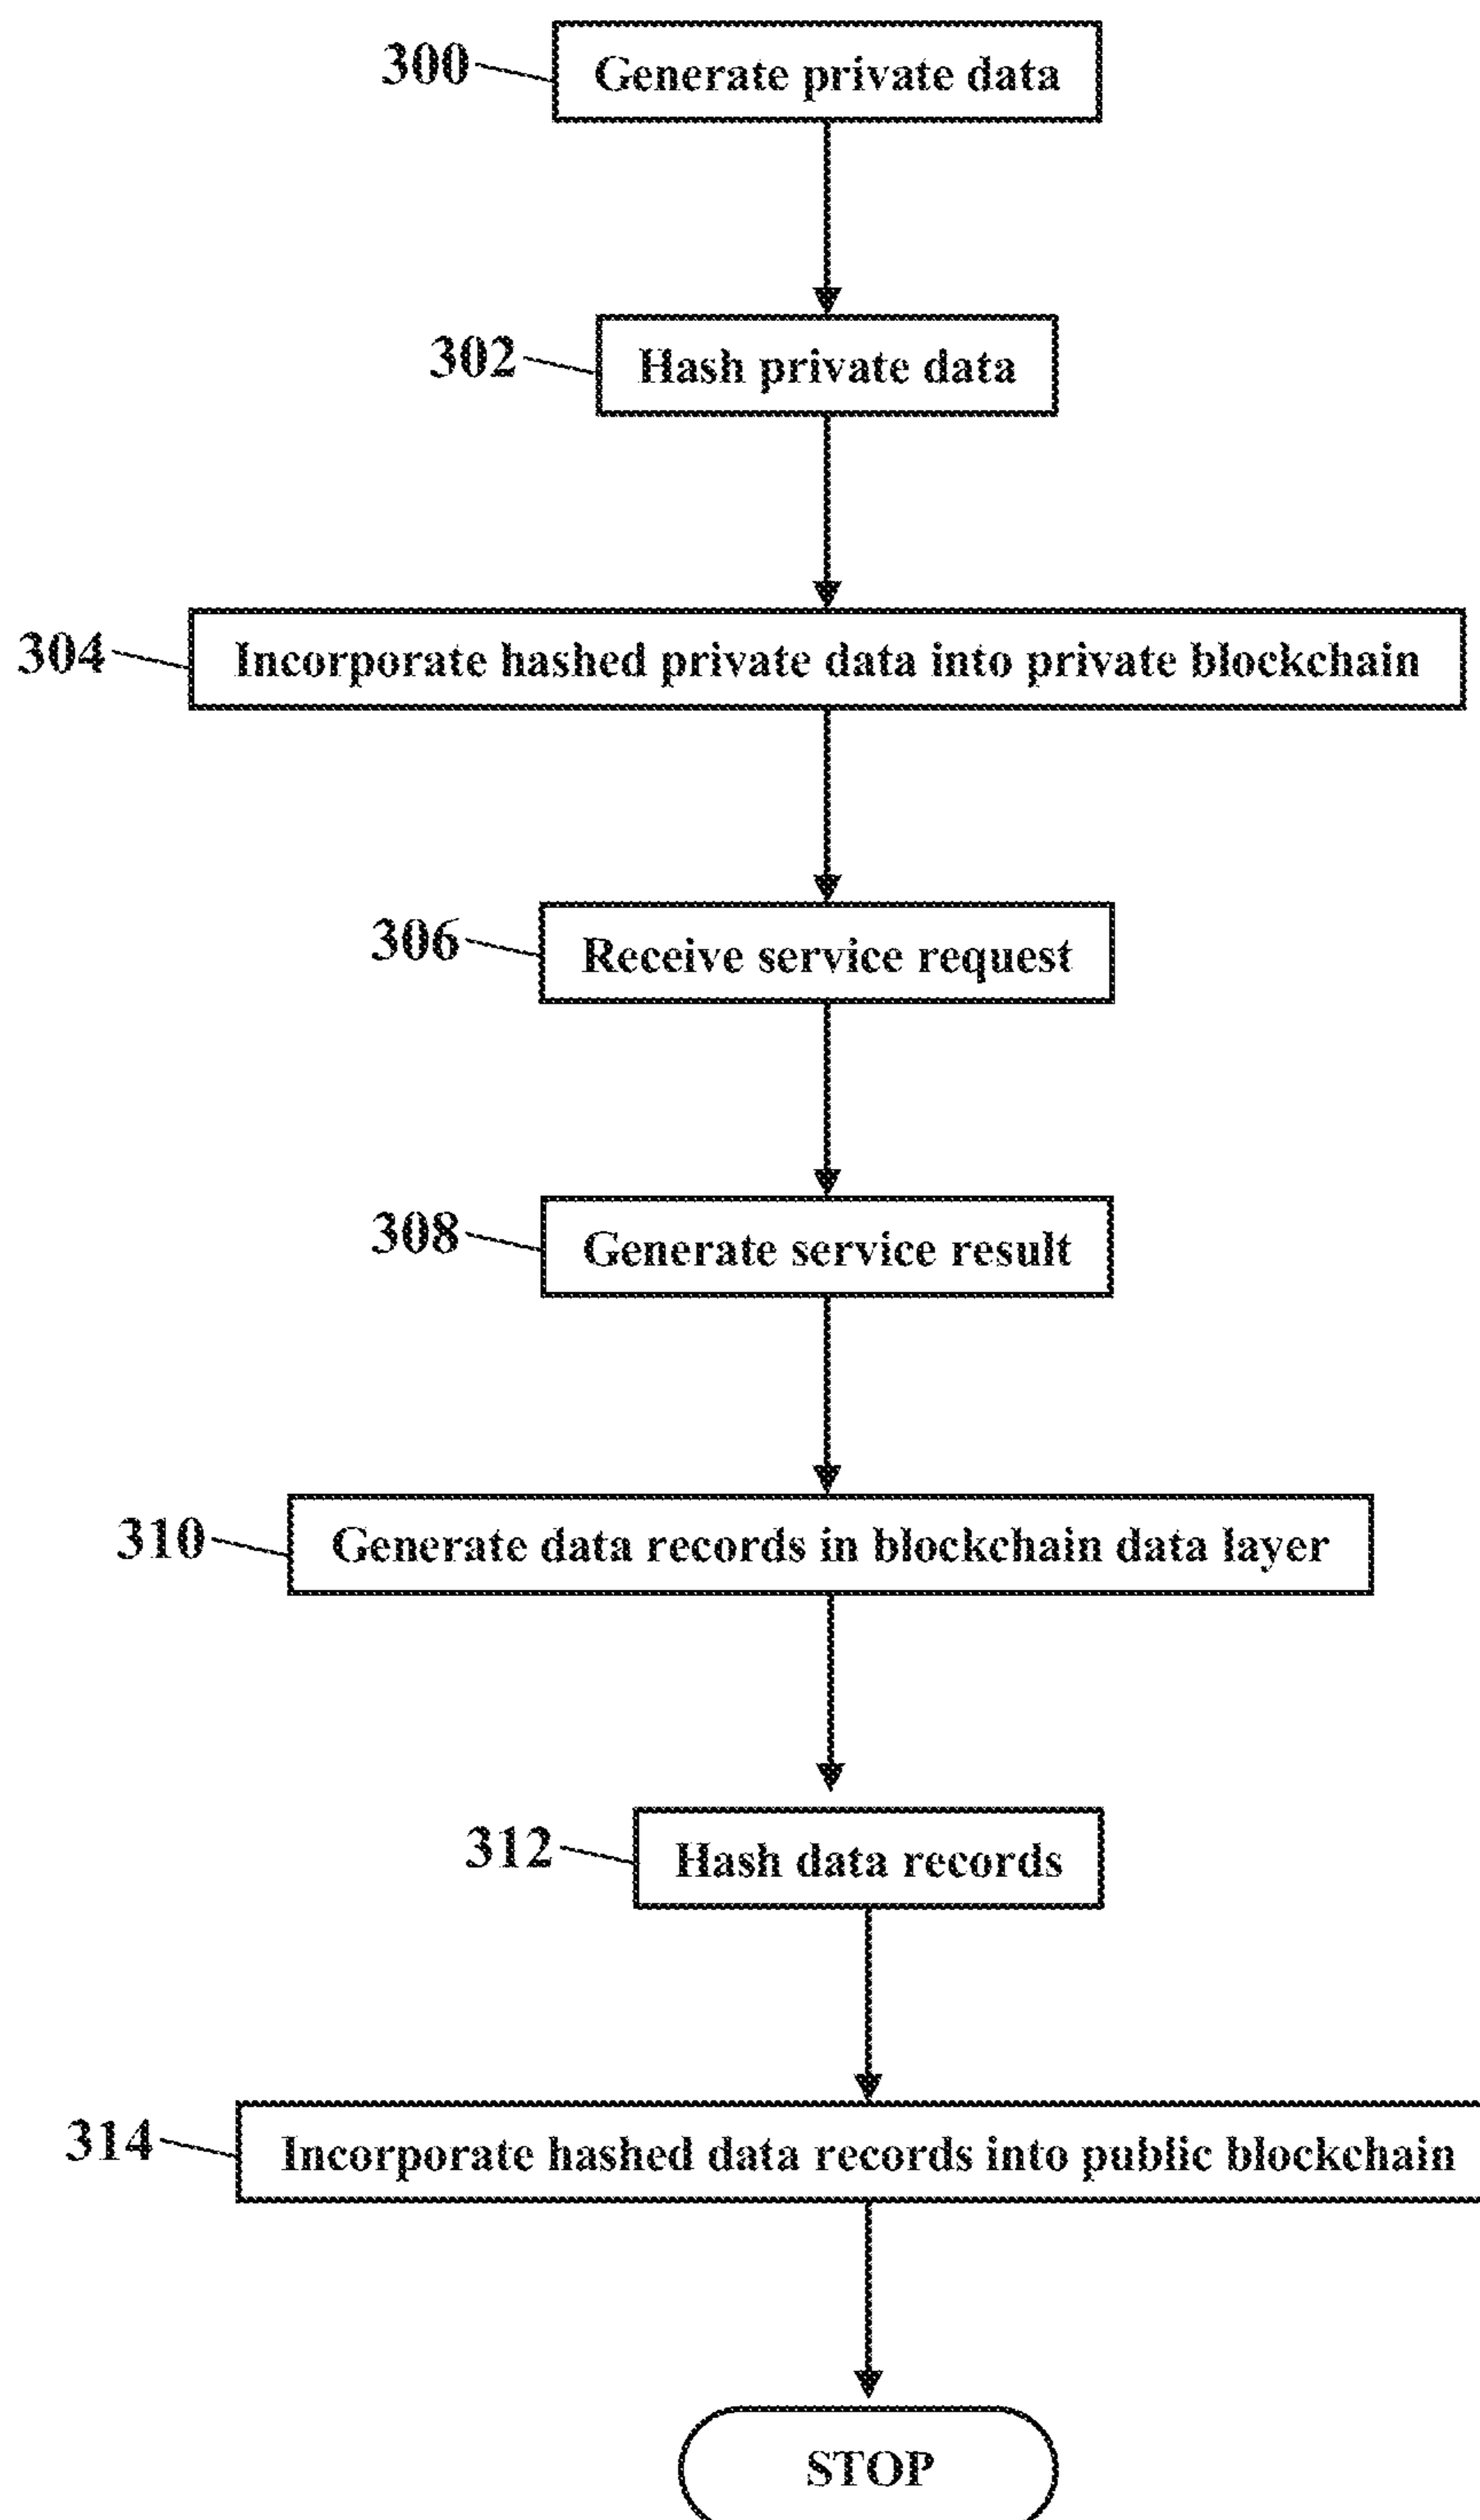 300 Generate private data
302 Hash private data
304 Incorporate hashed private data into private blockchain
306 Receive service request
308 Generate service result
310 Generate data records in blockchain data layer
312 Hash data records
314 Incorporate hashed data records into public blockchain
STOP